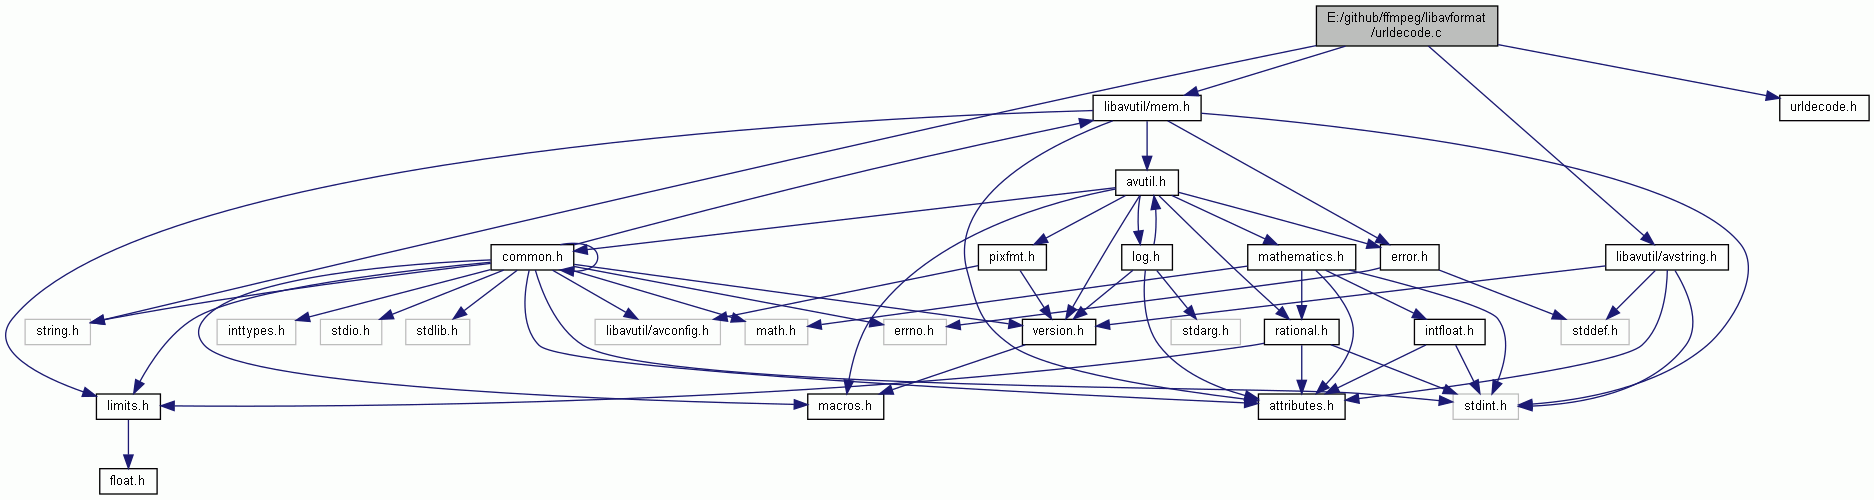 E:/github/ffmpeg/libavformat
/urldecode.c
libavutil/mem.h
urldecode.h
avutil.h
common.h
pixfmt.h
log.h
mathematics.h
error.h
libavutil/avstring.h
string.h
inttypes.h
stdio.h
stdlib.h
libavutil/avconfig.h
math.h
errno.h
version.h
stdarg.h
rational.h
intfloat.h
stddef.h
limits.h
macros.h
attributes.h
stdint.h
float.h